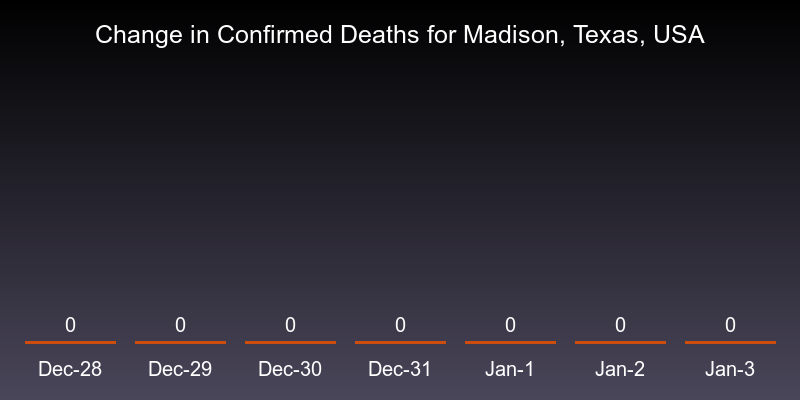 Change in Confirmed Deaths for Madison, Texas, USA
0 0 0 0 0 0 0
Dec-28 Dec-29 Dec-30 Dec-31 Jan-1 Jan-2 Jan-3